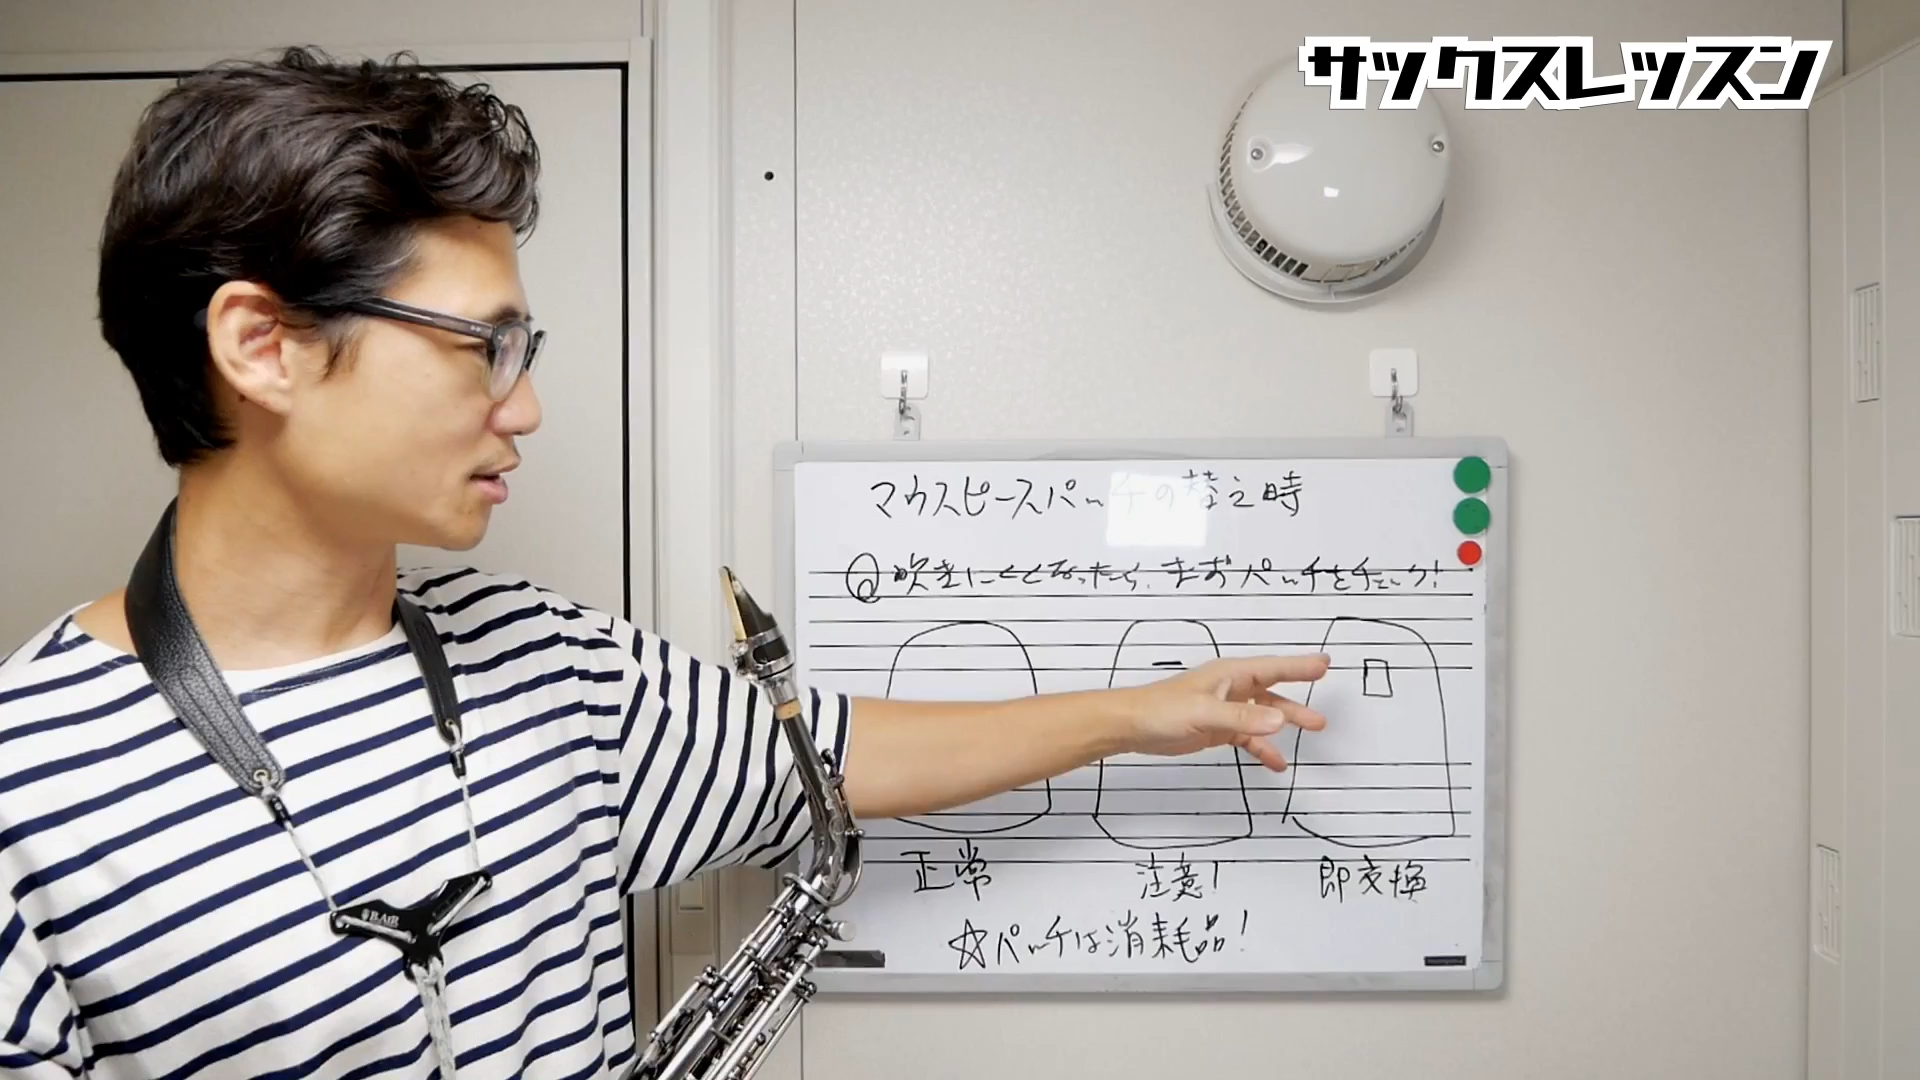 サックスレッスン
マウスピースパッチの替え時
@吹きにくくなったら、まずパッチをチェック!
正常 注意! 即交換
☆パッチは消耗品!
B.AiR